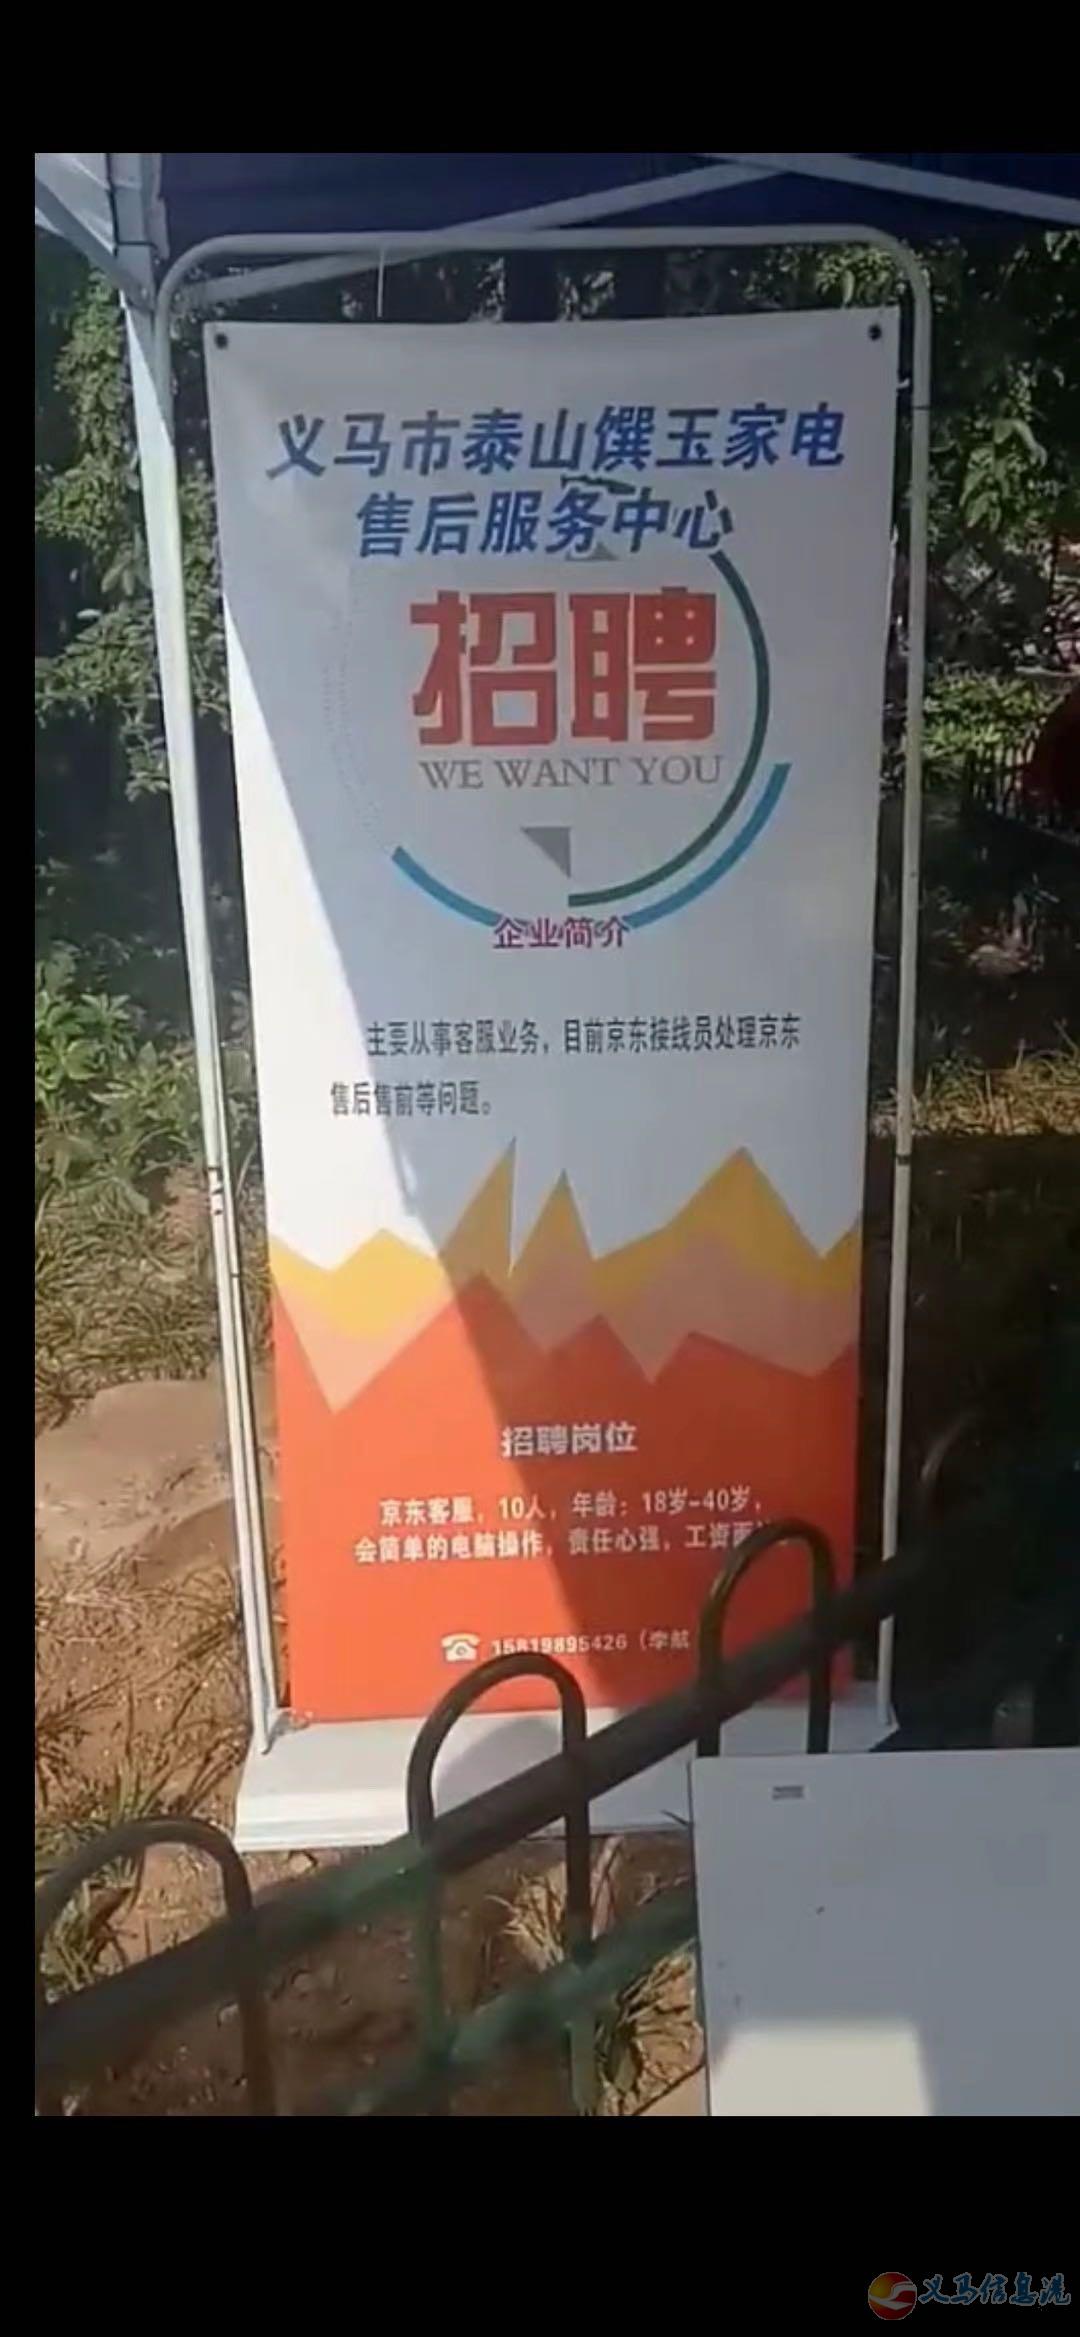 义马市泰山馔玉家电
售后服务中心
招聘
WE WANT YOU
企业简介
主要从事客服业务，目前京东接线员处理京东
售后售前等问题。
招聘岗位
京东客服，10人，年龄：18岁-40岁，
会简单的电脑操作，责任心强，工资面
15819895426（李航
义马信息港